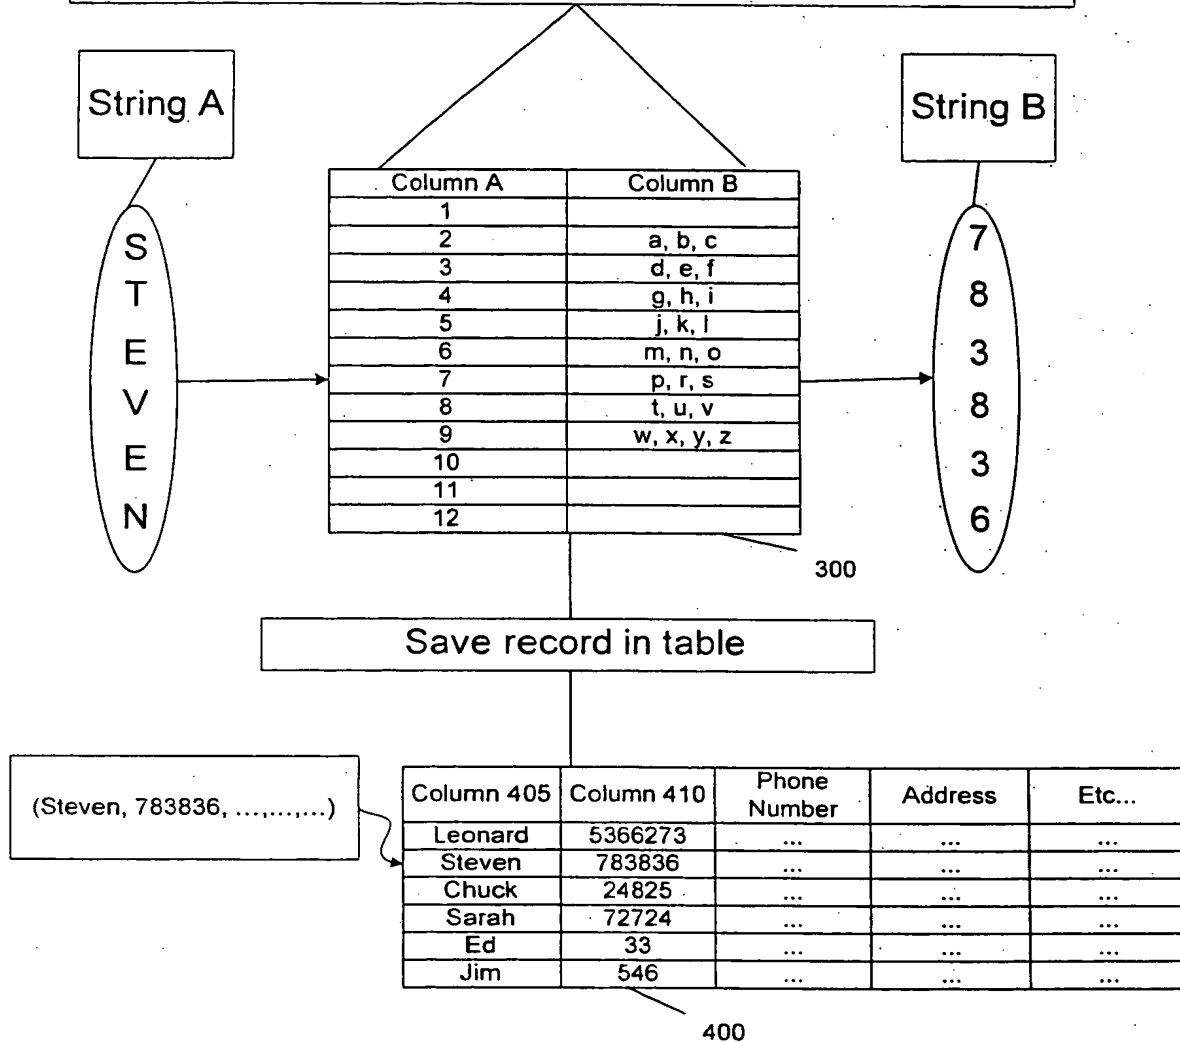 String A
String B
S
T
E
V
E
N
Column A Column B
1
2 a, b, c
3 d, e, f
4 g, h, i
5 j, k, l
6 m, n, o
7 p, r, s
8 t, u, v
9 w, x, y, z
10
11
12
7
8
3
8
3
6
300
Save record in table
(Steven, 783836, ...,...,...)
Column 405 Column 410 Phone Number Address Etc...
Leonard 5366273 ... ... ...
Steven 783836 ... ... ...
Chuck 24825 ... ... ...
Sarah 72724 ... ... ...
Ed 33 ... ... ...
Jim 546 ... ... ...
400